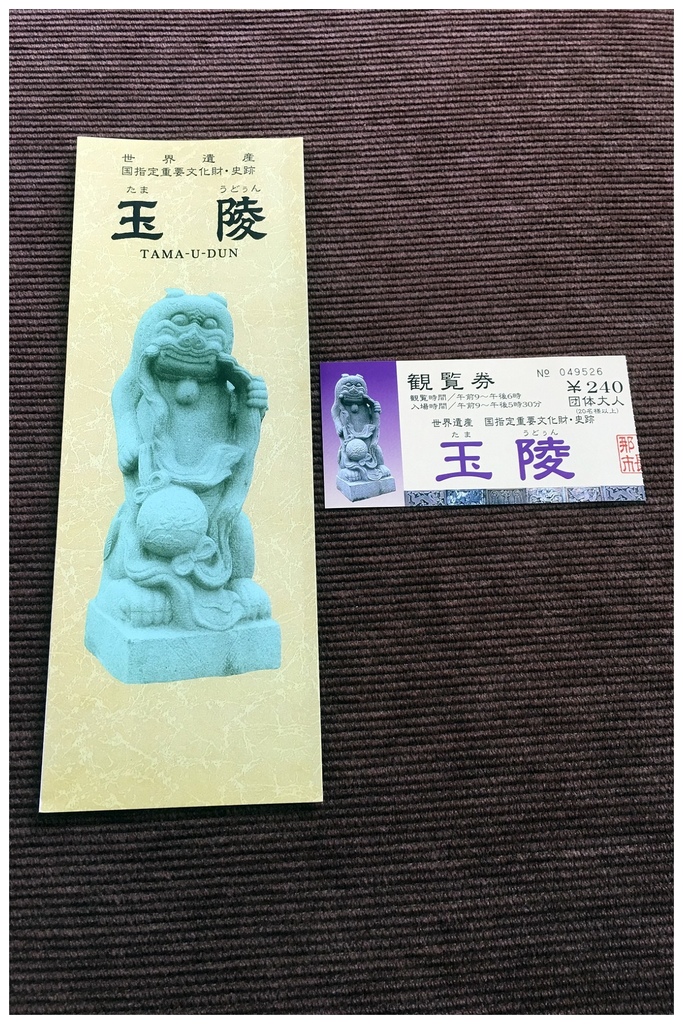 世界遺産
国指定重要文化財・史跡
たま うどぅん
玉陵
TAMA-U-DUN
観覧券
№ 049526
観覧時間／午前9～午後6時
入場時間／午前9～午後5時30分
￥240
団体大人
(20名様以上)
世界遺産 国指定重要文化財・史跡
たま うどぅん
玉陵